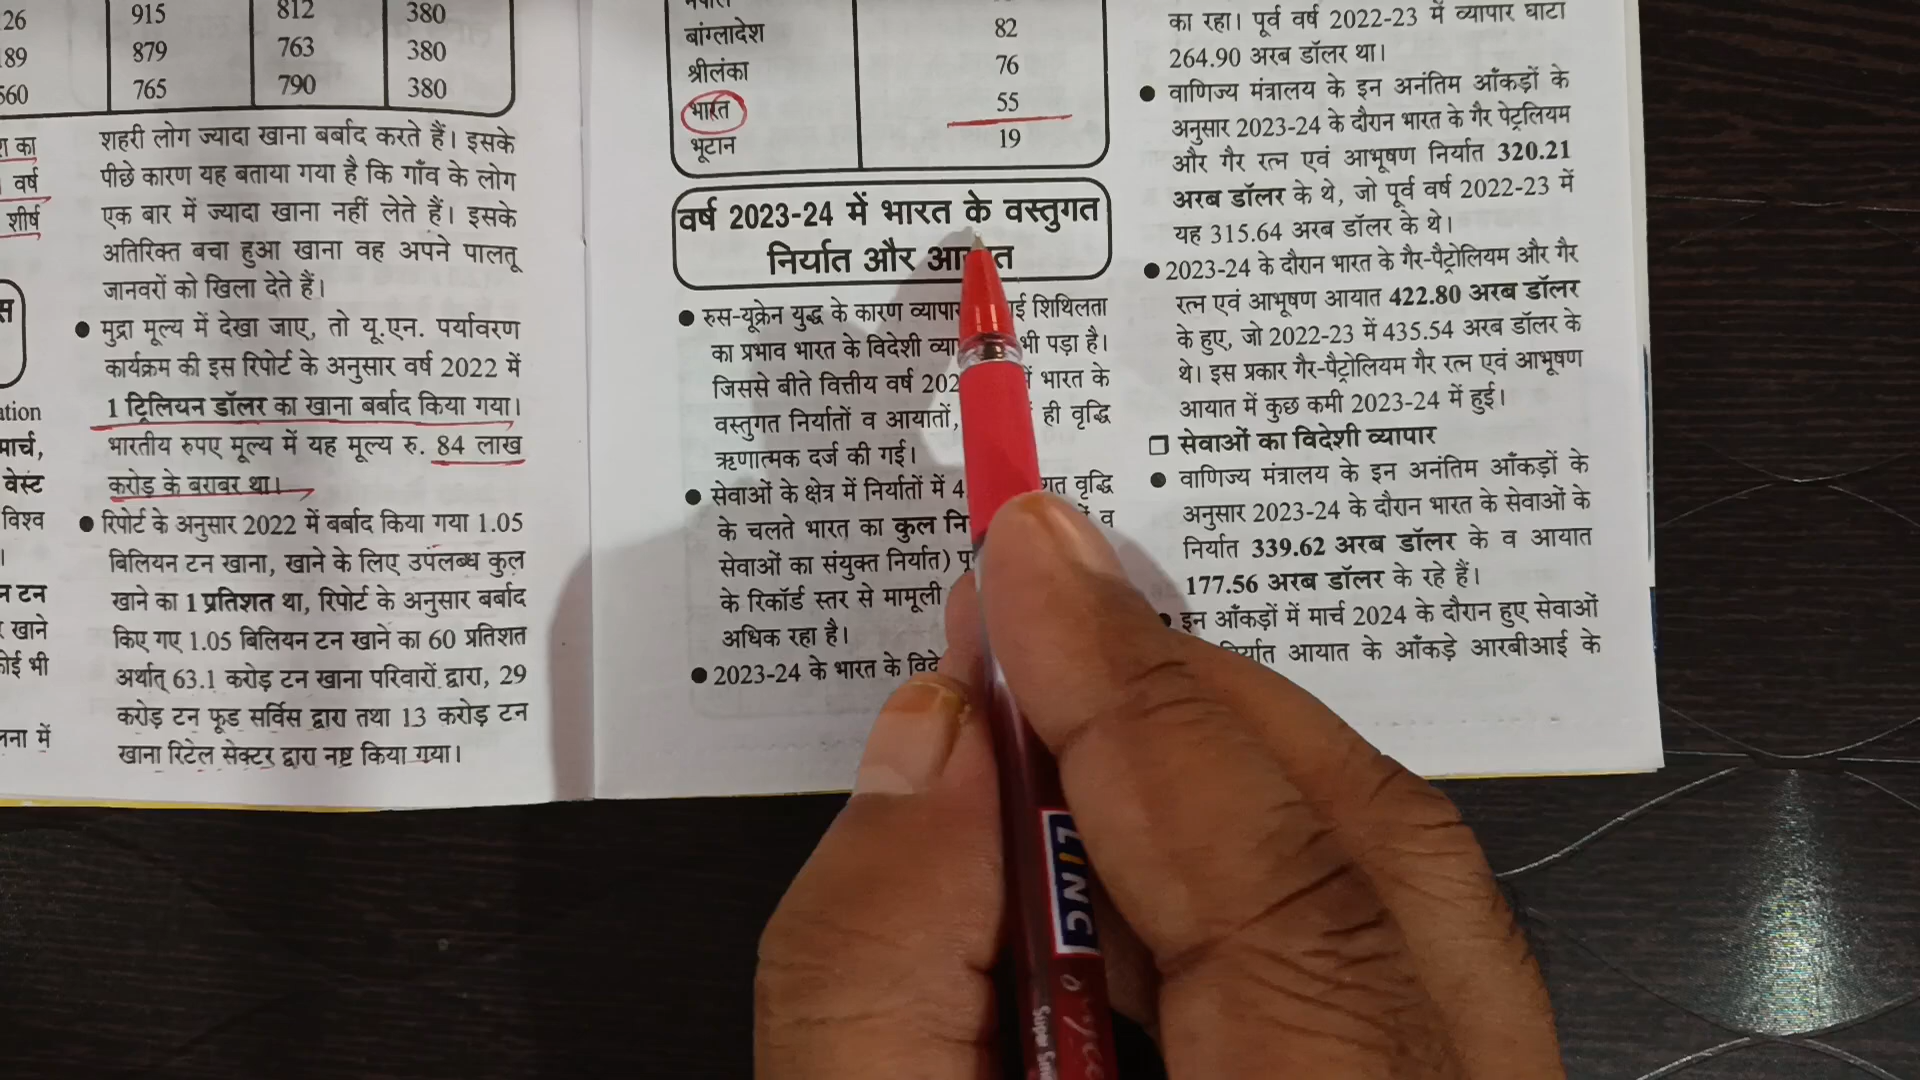 26 915 812 380
89 879 763 380
560 765 790 380
का
वर्ष
शीर्ष
ation
मार्च,
वेस्ट
विश्व
।
न टन
खाने
कोई भी
में
शहरी लोग ज्यादा खाना बर्बाद करते हैं। इसके
पीछे कारण यह बताया गया है कि गाँव के लोग
एक बार में ज्यादा खाना नहीं लेते हैं। इसके
अतिरिक्त बचा हुआ खाना वह अपने पालतू
जानवरों को खिला देते हैं।
● मुद्रा मूल्य में देखा जाए, तो यू.एन. पर्यावरण
कार्यक्रम की इस रिपोर्ट के अनुसार वर्ष 2022 में
1 ट्रिलियन डॉलर का खाना बर्बाद किया गया।
भारतीय रुपए मूल्य में यह मूल्य रु. 84 लाख
करोड़ के बराबर था।
● रिपोर्ट के अनुसार 2022 में बर्बाद किया गया 1.05
बिलियन टन खाना, खाने के लिए उपलब्ध कुल
खाने का 1 प्रतिशत था, रिपोर्ट के अनुसार बर्बाद
किए गए 1.05 बिलियन टन खाने का 60 प्रतिशत
अर्थात् 63.1 करोड़ टन खाना परिवारों द्वारा, 29
करोड़ टन फूड सर्विस द्वारा तथा 13 करोड़ टन
खाना रिटेल सेक्टर द्वारा नष्ट किया गया।
बांग्लादेश 82
श्रीलंका 76
भारत 55
भूटान 19
वर्ष 2023-24 में भारत के वस्तुगत
निर्यात और
● रुस-यूक्रेन युद्ध के कारण व्यापार शिथिलता
का प्रभाव भारत के विदेशी भी पड़ा है।
जिससे बीते वित्तीय वर्ष में भारत के
वस्तुगत निर्यातों व आयातों, ही वृद्धि
ऋणात्मक दर्ज की गई।
● सेवाओं के क्षेत्र में निर्यातों में वृद्धि
के चलते भारत का कुल व
सेवाओं का संयुक्त निर्यात)
के रिकॉर्ड स्तर से मामूली
अधिक रहा है।
● 2023-24 के भारत के
का रहा। पूर्व वर्ष 2022-23 में व्यापार घाटा
264.90 अरब डॉलर था।
● वाणिज्य मंत्रालय के इन अनंतिम आँकड़ों के
अनुसार 2023-24 के दौरान भारत के गैर पेट्रोलियम
और गैर रत्न एवं आभूषण निर्यात 320.21
अरब डॉलर के थे, जो पूर्व वर्ष 2022-23 में
यह 315.64 अरब डॉलर के थे।
● 2023-24 के दौरान भारत के गैर-पैट्रोलियम और गैर
रत्न एवं आभूषण आयात 422.80 अरब डॉलर
के हुए, जो 2022-23 में 435.54 अरब डॉलर के
थे। इस प्रकार गैर-पैट्रोलियम गैर रत्न एवं आभूषण
आयात में कुछ कमी 2023-24 में हुई।
❒ सेवाओं का विदेशी व्यापार
● वाणिज्य मंत्रालय के इन अनंतिम आँकड़ों के
अनुसार 2023-24 के दौरान भारत के सेवाओं के
निर्यात 339.62 अरब डॉलर के व आयात
177.56 अरब डॉलर के रहे हैं।
● इन आँकड़ों में मार्च 2024 के दौरान हुए सेवाओं
आयात के आँकड़े आरबीआई के
LINC